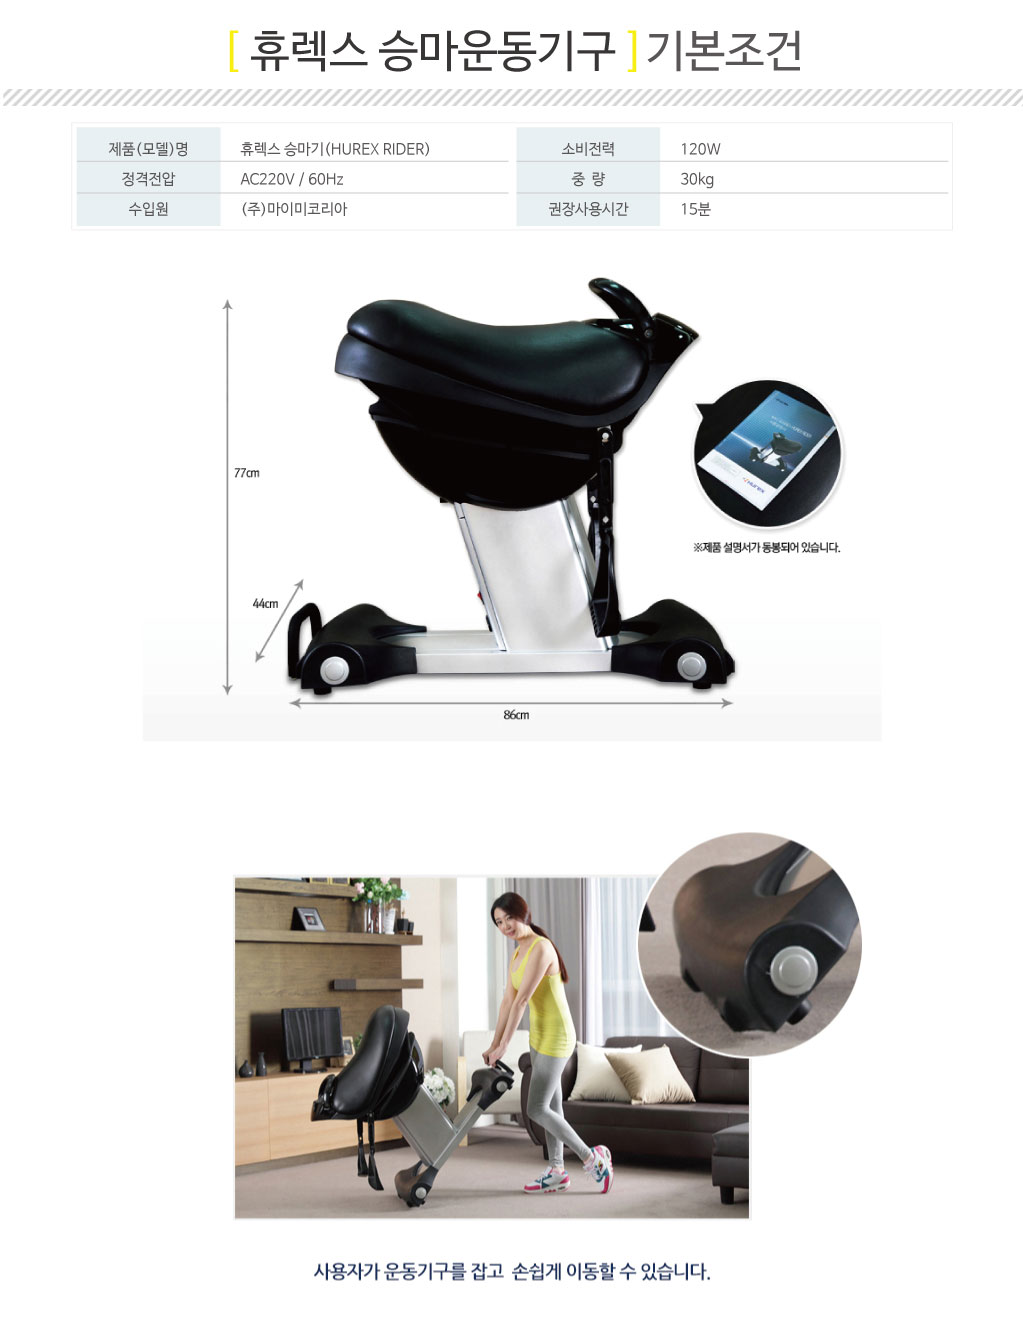 [ 휴렉스 승마운동기구 ] 기본조건
제품(모델)명 휴렉스 승마기(HUREX RIDER) 소비전력 120W
정격전압 AC220V / 60Hz 중 량 30kg
수입원 (주)마이미코리아 권장사용시간 15분
77cm
※제품 설명서가 동봉되어 있습니다.
44cm
86cm
사용자가 운동기구를 잡고 손쉽게 이동할 수 있습니다.